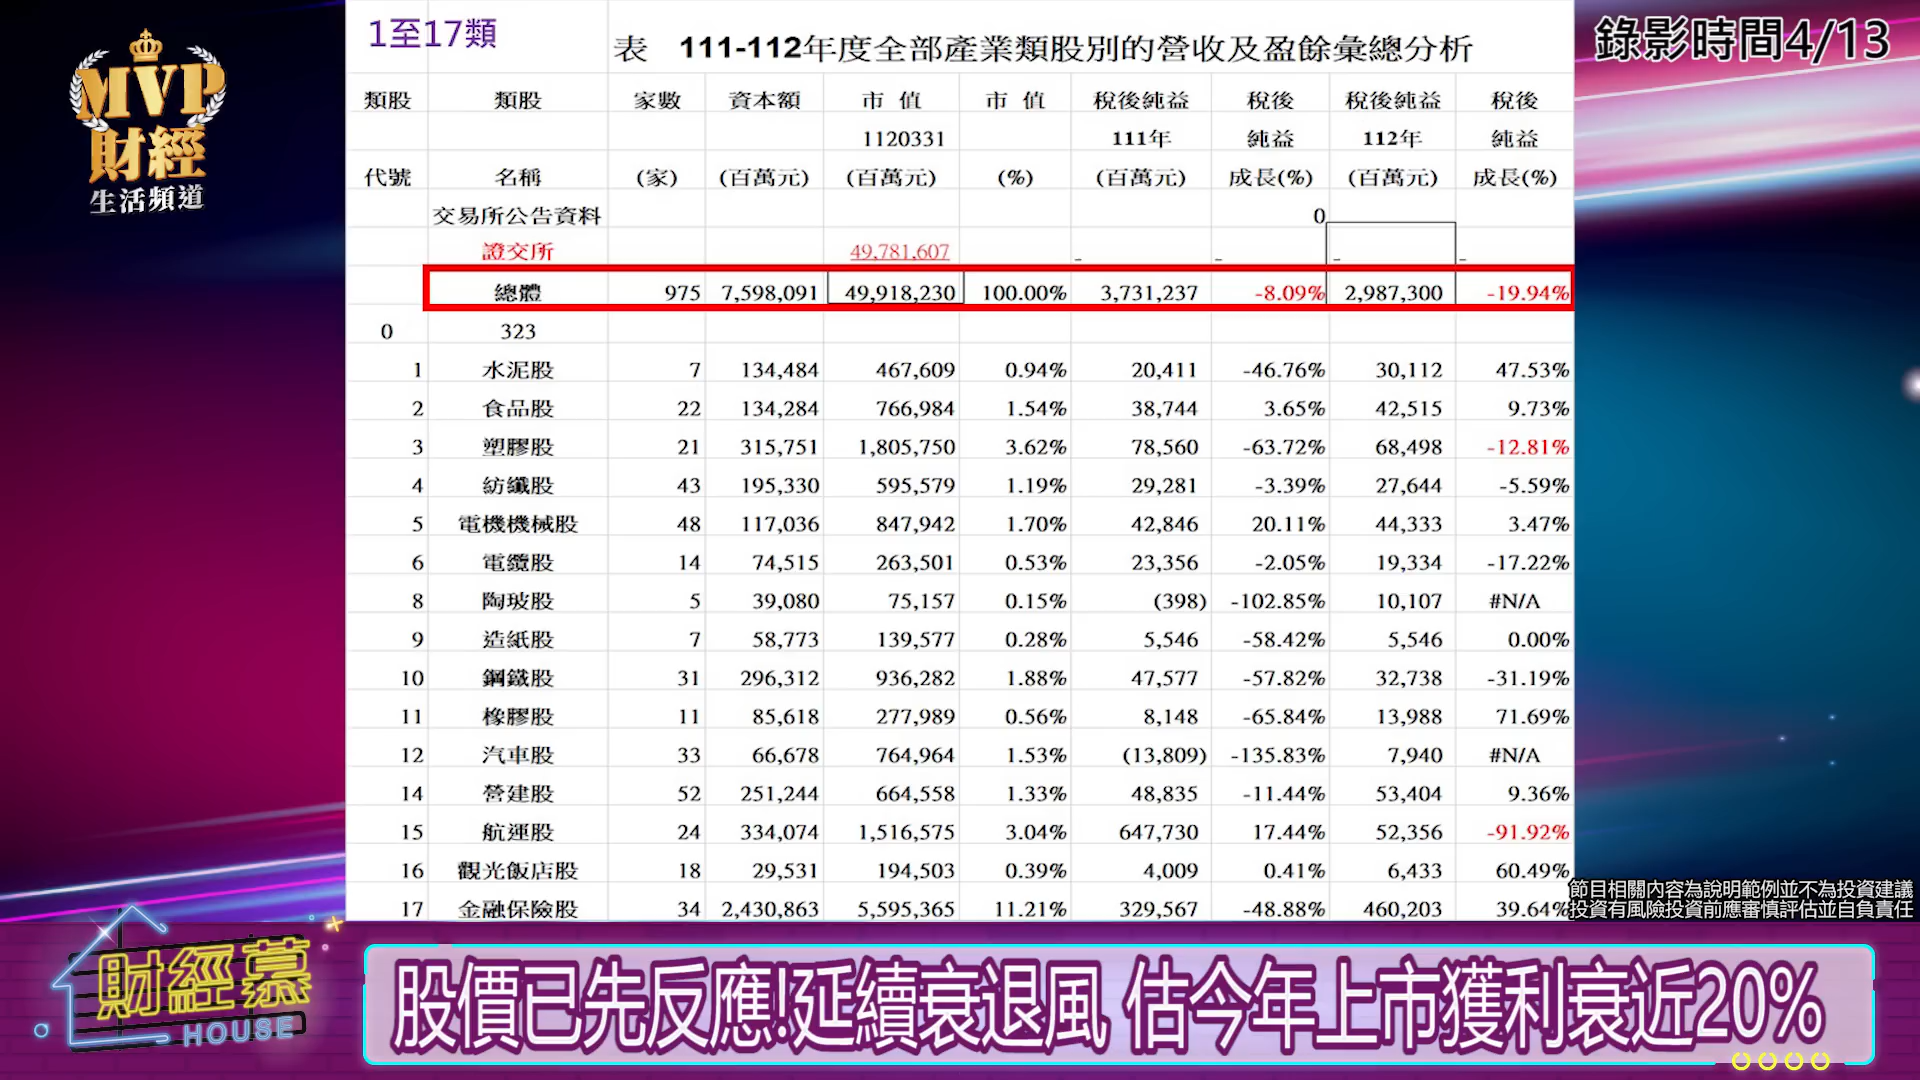 MVP
財經
生活頻道
錄影時間4/13
1至17類
表 111-112年度全部產業類股別的營收及盈餘彙總分析
類股 類股 家數 資本額 市 值 市 值 稅後純益 稅後 稅後純益 稅後
1120331 111年 純益 112年 純益
代號 名稱 (家) (百萬元) (百萬元) (%) (百萬元) 成長(%) (百萬元) 成長(%)
交易所公告資料 0
證交所 49,781,607 - - - -
總體 975 7,598,091 49,918,230 100.00% 3,731,237 -8.09% 2,987,300 -19.94%
0 323
1 水泥股 7 134,484 467,609 0.94% 20,411 -46.76% 30,112 47.53%
2 食品股 22 134,284 766,984 1.54% 38,744 3.65% 42,515 9.73%
3 塑膠股 21 315,751 1,805,750 3.62% 78,560 -63.72% 68,498 -12.81%
4 紡纖股 43 195,330 595,579 1.19% 29,281 -3.39% 27,644 -5.59%
5 電機機械股 48 117,036 847,942 1.70% 42,846 20.11% 44,333 3.47%
6 電纜股 14 74,515 263,501 0.53% 23,356 -2.05% 19,334 -17.22%
8 陶玻股 5 39,080 75,157 0.15% (398) -102.85% 10,107 #N/A
9 造紙股 7 58,773 139,577 0.28% 5,546 -58.42% 5,546 0.00%
10 鋼鐵股 31 296,312 936,282 1.88% 47,577 -57.82% 32,738 -31.19%
11 橡膠股 11 85,618 277,989 0.56% 8,148 -65.84% 13,988 71.69%
12 汽車股 33 66,678 764,964 1.53% (13,809) -135.83% 7,940 #N/A
14 營建股 52 251,244 664,558 1.33% 48,835 -11.44% 53,404 9.36%
15 航運股 24 334,074 1,516,575 3.04% 647,730 17.44% 52,356 -91.92%
16 觀光飯店股 18 29,531 194,503 0.39% 4,009 0.41% 6,433 60.49%
17 金融保險股 34 2,430,863 5,595,365 11.21% 329,567 -48.88% 460,203 39.64%
節目相關內容為說明範例並不為投資建議
投資有風險投資前應審慎評估並自負責任
財經慕
HOUSE
股價已先反應!延續衰退風 估今年上市獲利衰近20%